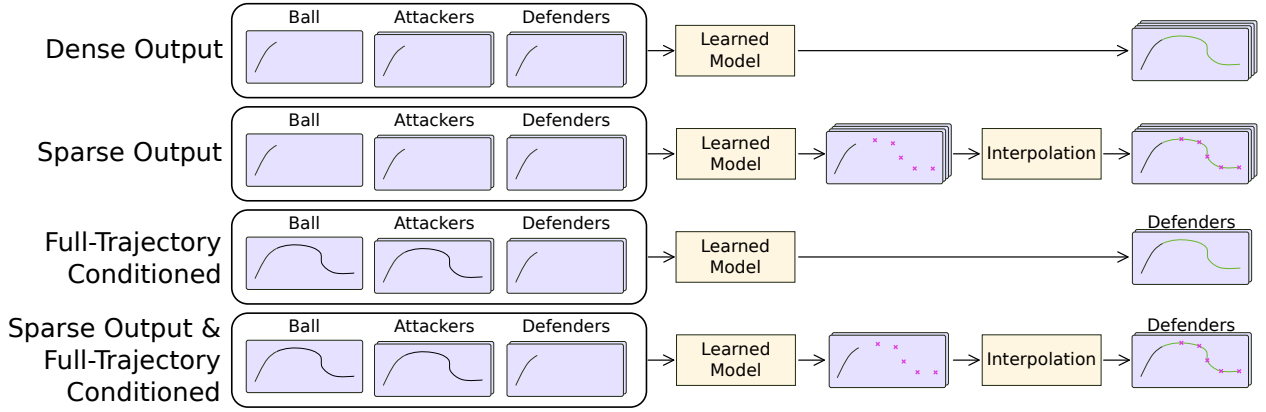 Dense Output
Ball
Attackers
Defenders
Learned
Model
Sparse Output
Ball
Attackers
Defenders
Learned
Model
Interpolation
Full-Trajectory
Conditioned
Ball
Attackers
Defenders
Learned
Model
Defenders
Sparse Output &
Full-Trajectory
Conditioned
Ball
Attackers
Defenders
Learned
Model
Interpolation
Defenders